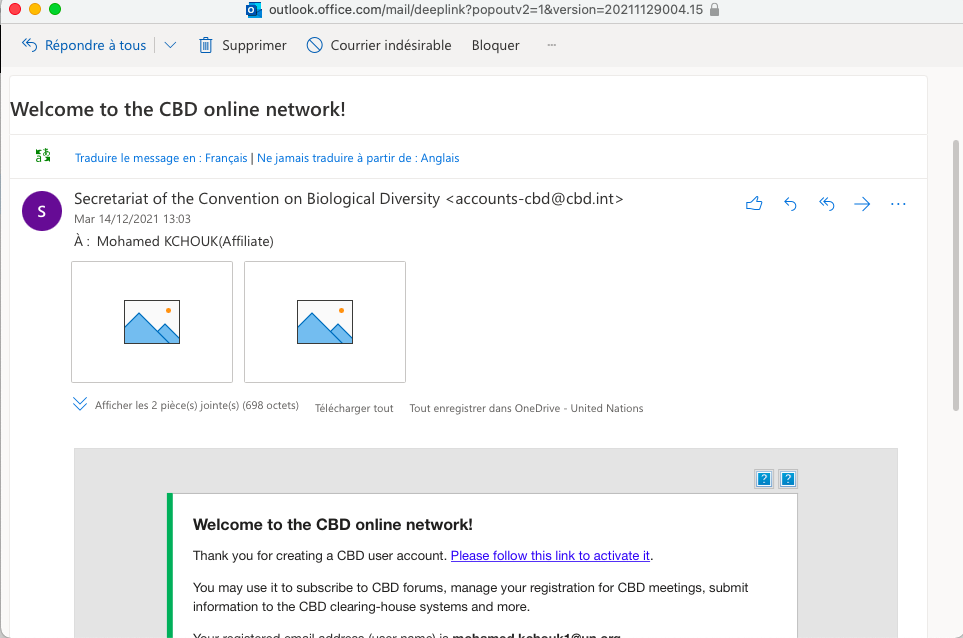 outlook.office.com/mail/deeplink?popoutv2=1&version=20211129004.15
Répondre à tous Supprimer Courrier indésirable Bloquer ...
Welcome to the CBD online network!
Traduire le message en : Français | Ne jamais traduire à partir de : Anglais
S
Secretariat of the Convention on Biological Diversity <accounts-cbd@cbd.int>
Mar 14/12/2021 13:03
À : Mohamed KCHOUK(Affiliate)
Afficher les 2 pièce(s) jointe(s) (698 octets) Télécharger tout Tout enregistrer dans OneDrive - United Nations
Welcome to the CBD online network!
Thank you for creating a CBD user account. Please follow this link to activate it.
You may use it to subscribe to CBD forums, manage your registration for CBD meetings, submit
information to the CBD clearing-house systems and more.
Your registered email address (user name) is mohamed.kchouk1@un.org